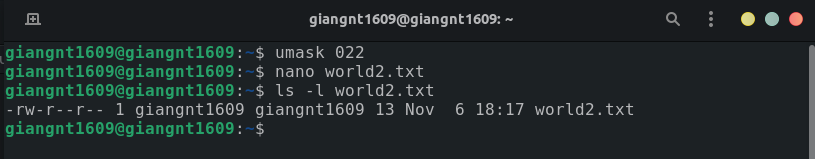 giangnt1609@giangnt1609: ~
giangnt1609@giangnt1609:~$ umask 022
giangnt1609@giangnt1609:~$ nano world2.txt
giangnt1609@giangnt1609:~$ ls -l world2.txt
-rw-r--r-- 1 giangnt1609 giangnt1609 13 Nov  6 18:17 world2.txt
giangnt1609@giangnt1609:~$